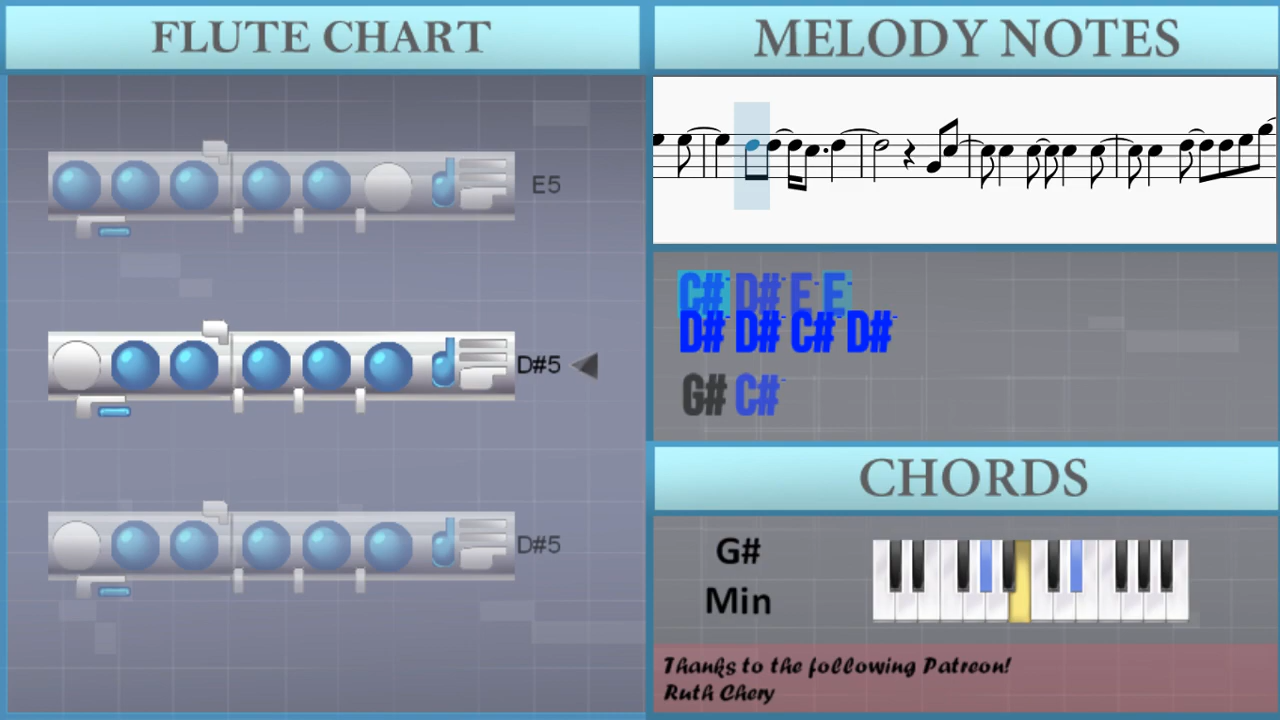 FLUTE CHART
E5
D#5
D#5
MELODY NOTES
C#- D#- E- E-
D#- D#- C#- D#-
G# C#-
CHORDS
G#
Min
Thanks to the following Patreon!
Ruth Chery